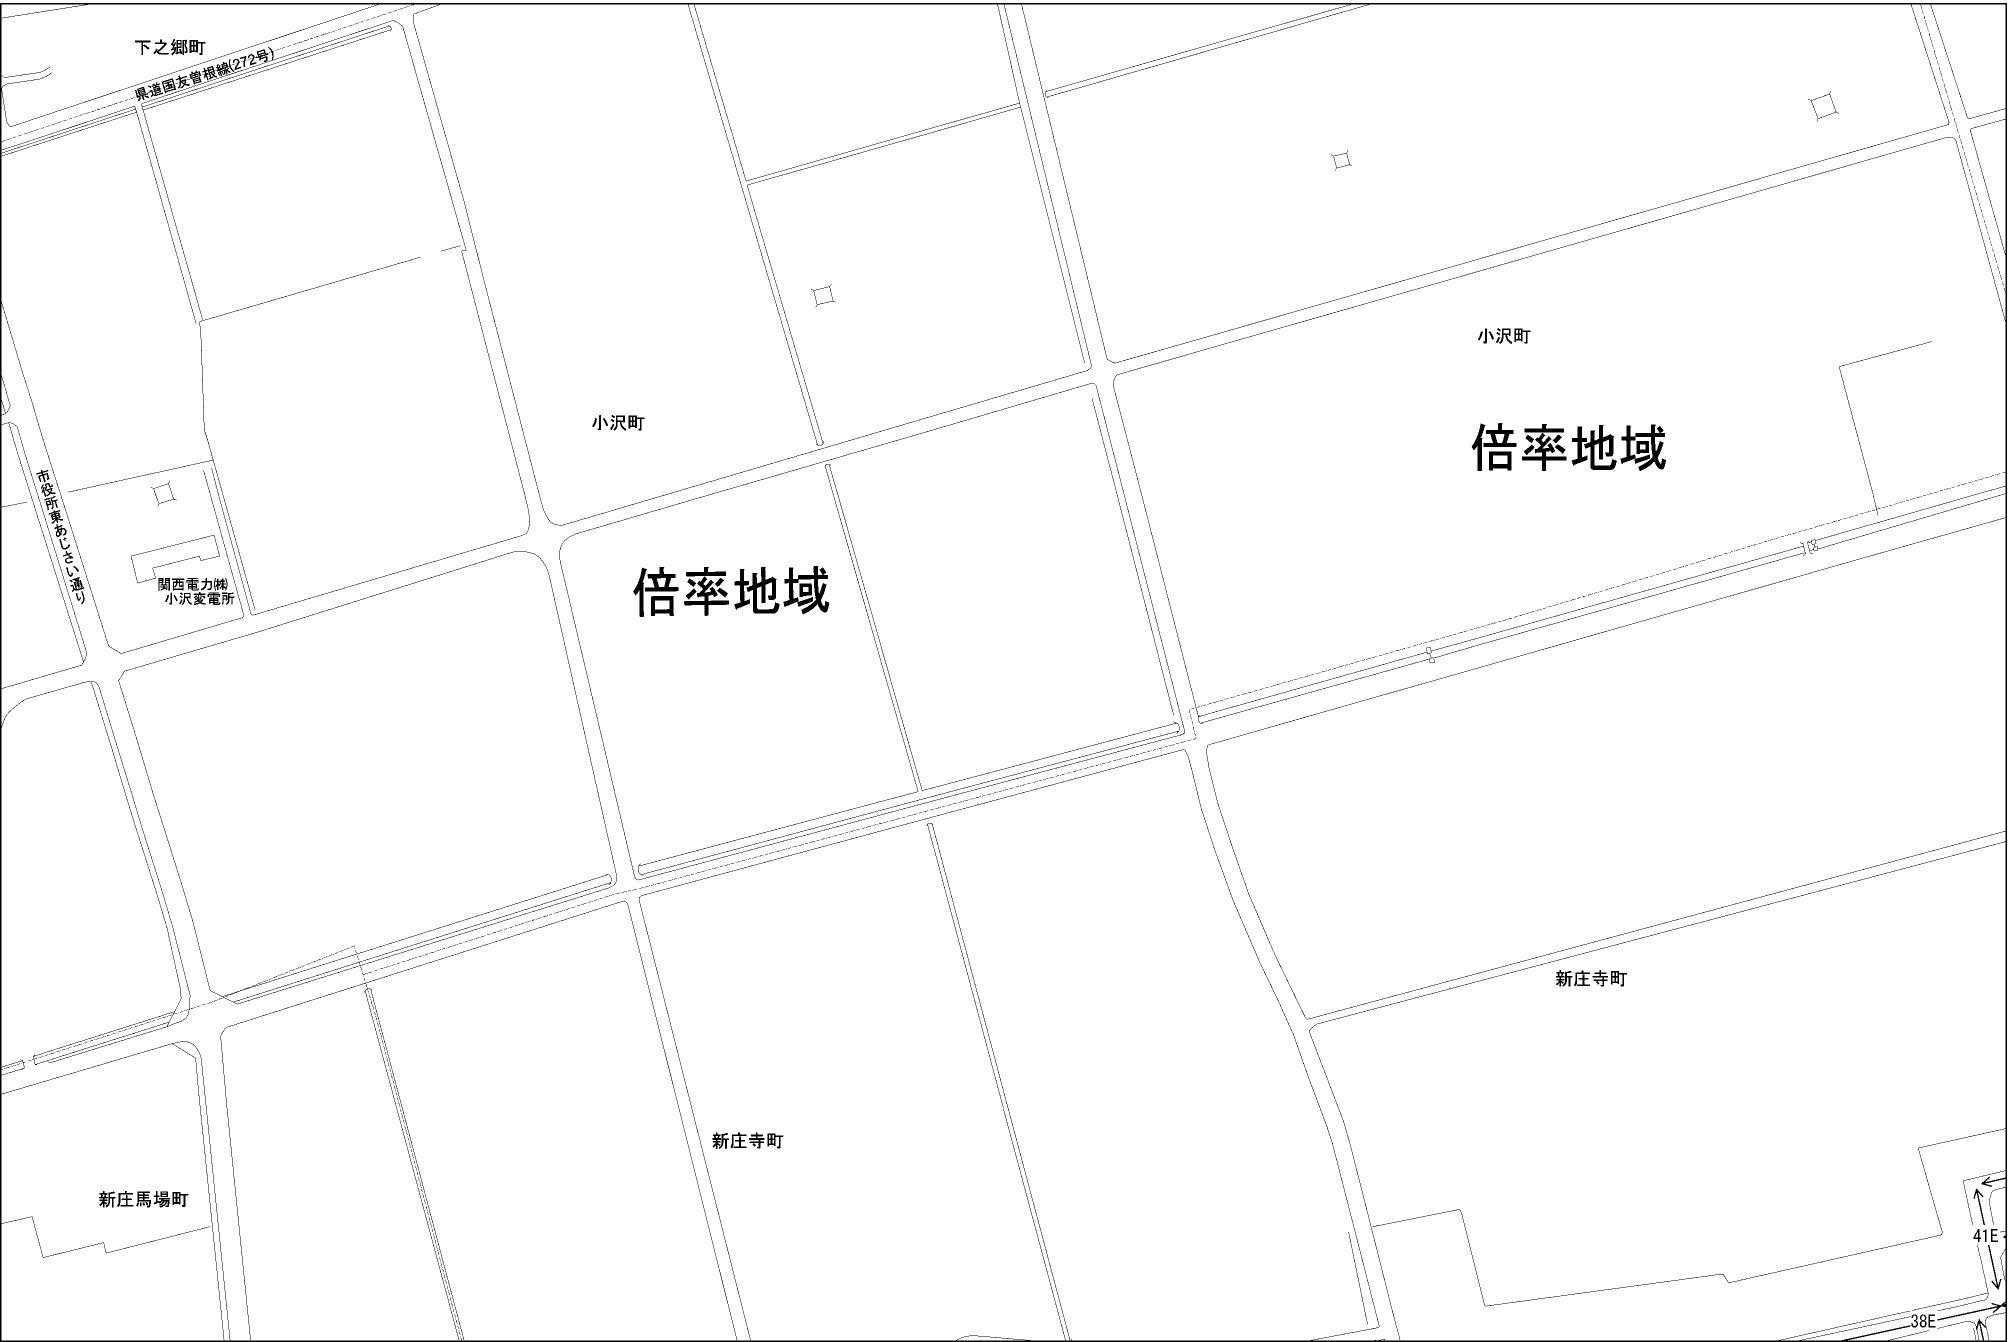 下之郷町
県道国友曽根線(272号)
小沢町
小沢町
倍率地域
市役所東あじさい通り
関西電力㈱
小沢変電所
倍率地域
新庄寺町
新庄寺町
新庄馬場町
41E
38E